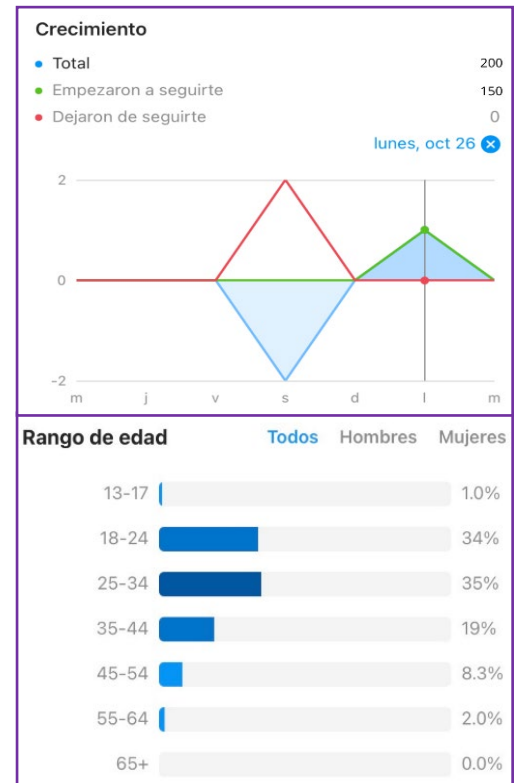 Crecimiento
Total 200
Empezaron a seguirte 150
Dejaron de seguirte 0
lunes, oct 26
2
0
-2
m j v s d l m
Rango de edad Todos Hombres Mujeres
13-17 1.0%
18-24 34%
25-34 35%
35-44 19%
45-54 8.3%
55-64 2.0%
65+ 0.0%